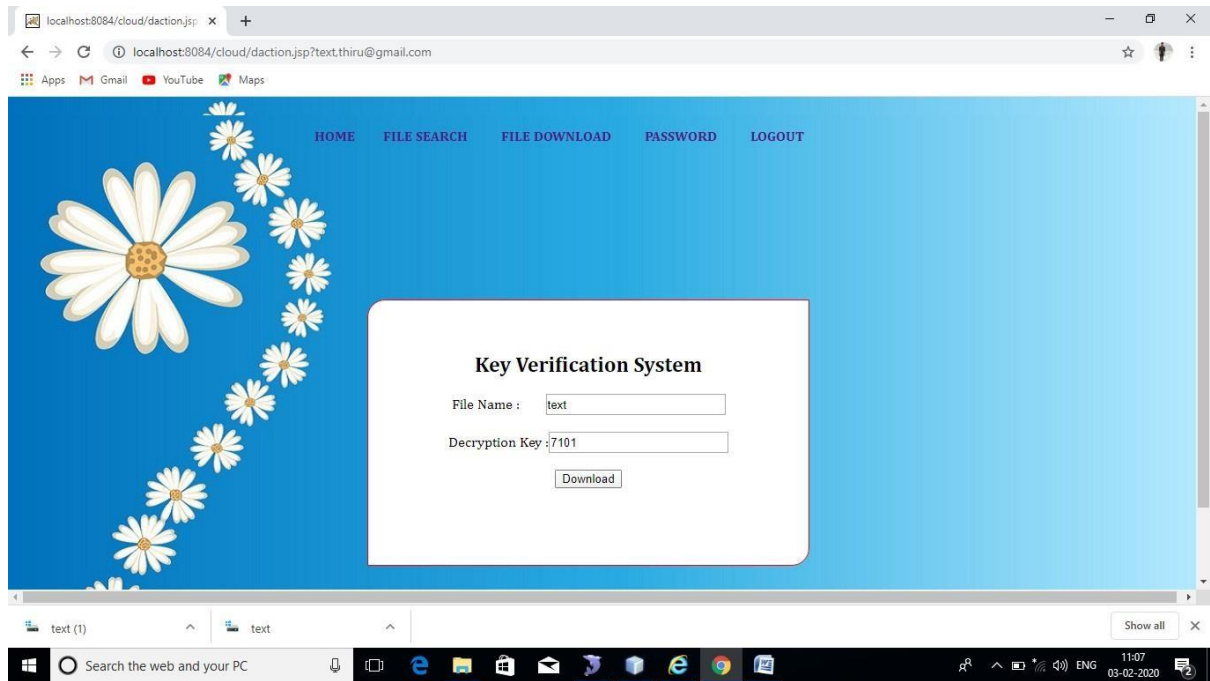 localhost:8084/cloud/daction.jsp
localhost:8084/cloud/daction.jsp?text,thiru@gmail.com
Apps Gmail YouTube Maps
HOME FILE SEARCH FILE DOWNLOAD PASSWORD LOGOUT
Key Verification System
File Name : text
Decryption Key : 7101
Download
text (1) text Show all
Search the web and your PC ENG 11:07
03-02-2020 2